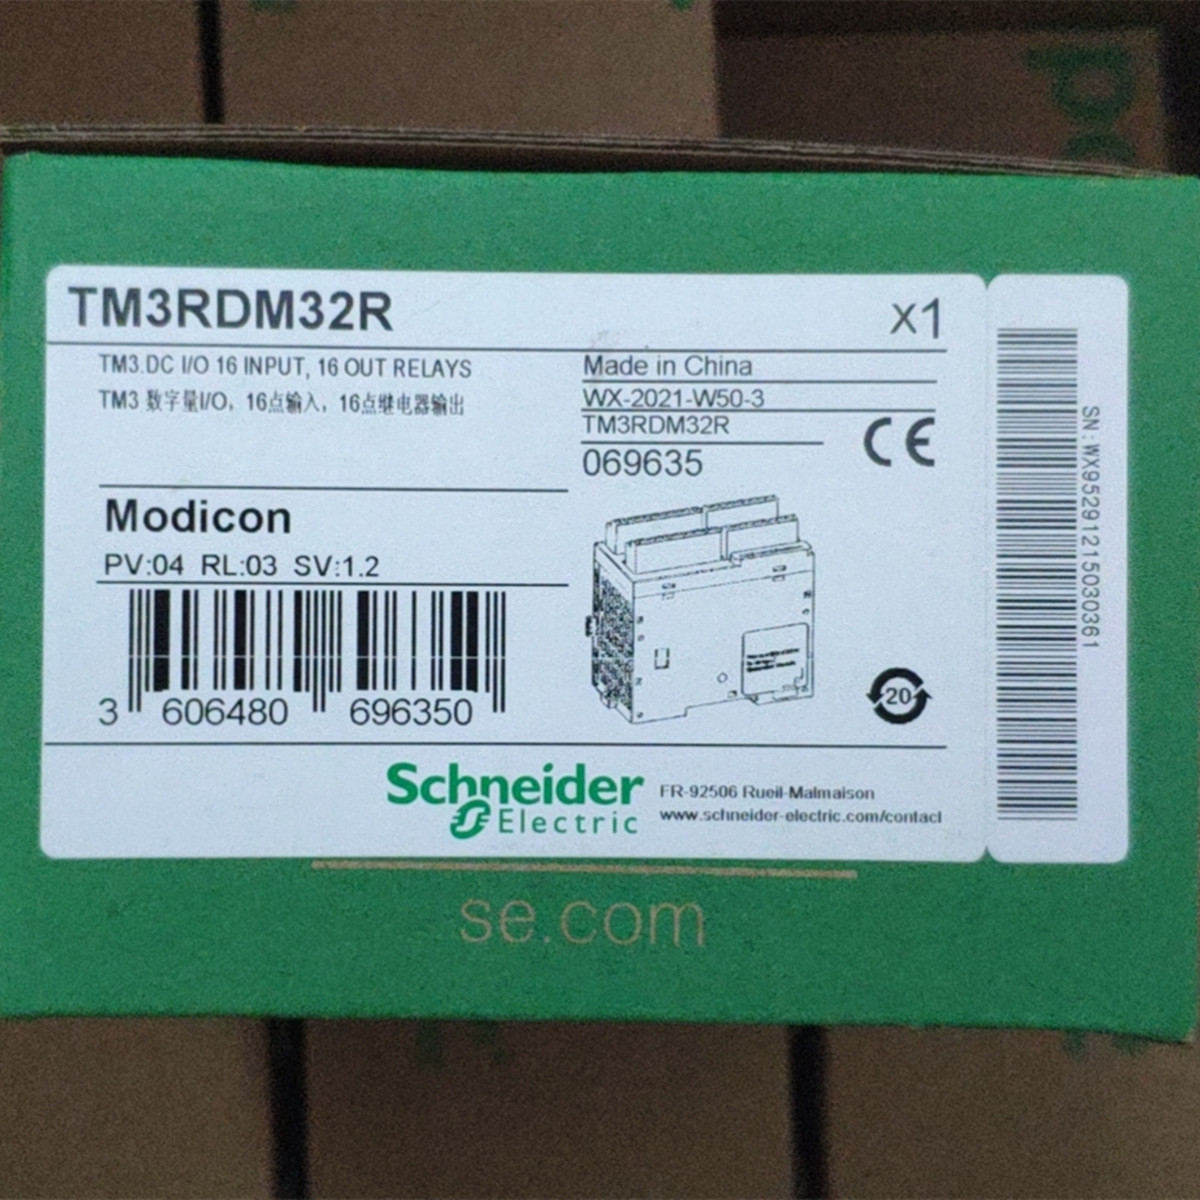 TM3RDM32R
X1
TM3.DC I/O 16 INPUT, 16 OUT RELAYS
TM3 数字量I/O, 16点输入, 16点继电器输出
Made in China
WX-2021-W50-3
TM3RDM32R
069635
CE
Modicon
PV:04 RL:03 SV:1.2
3 606480 696350
20
SN: WX95291215030361
Schneider
Electric
FR-92506 Rueil-Malmaison
www.schneider-electric.com/contact
se.com